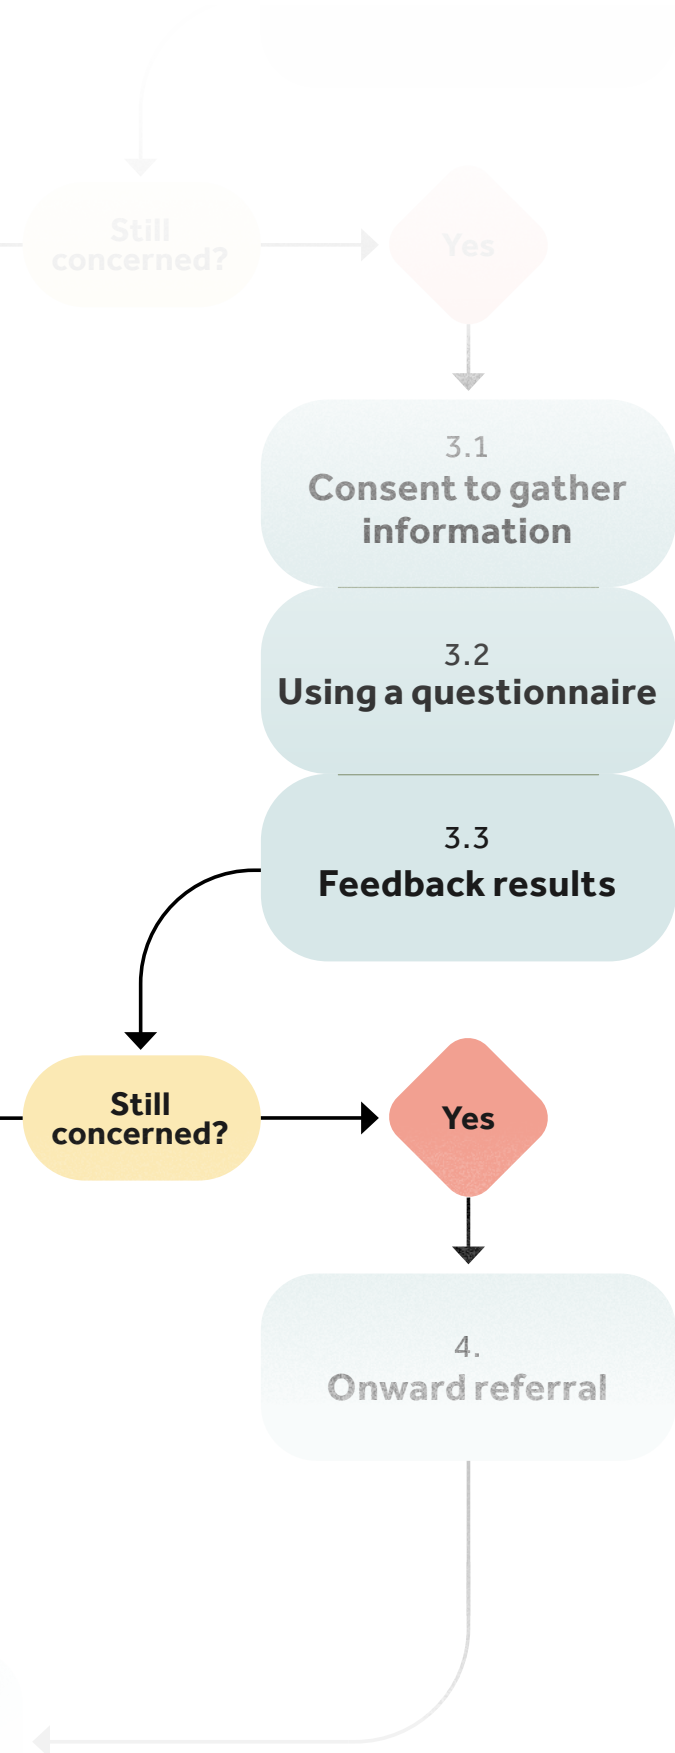 Still
concerned?
Yes
3.1
Consent to gather
information
3.2
Using a questionnaire
3.3
Feedback results
Still
concerned?
Yes
4.
Onward referral